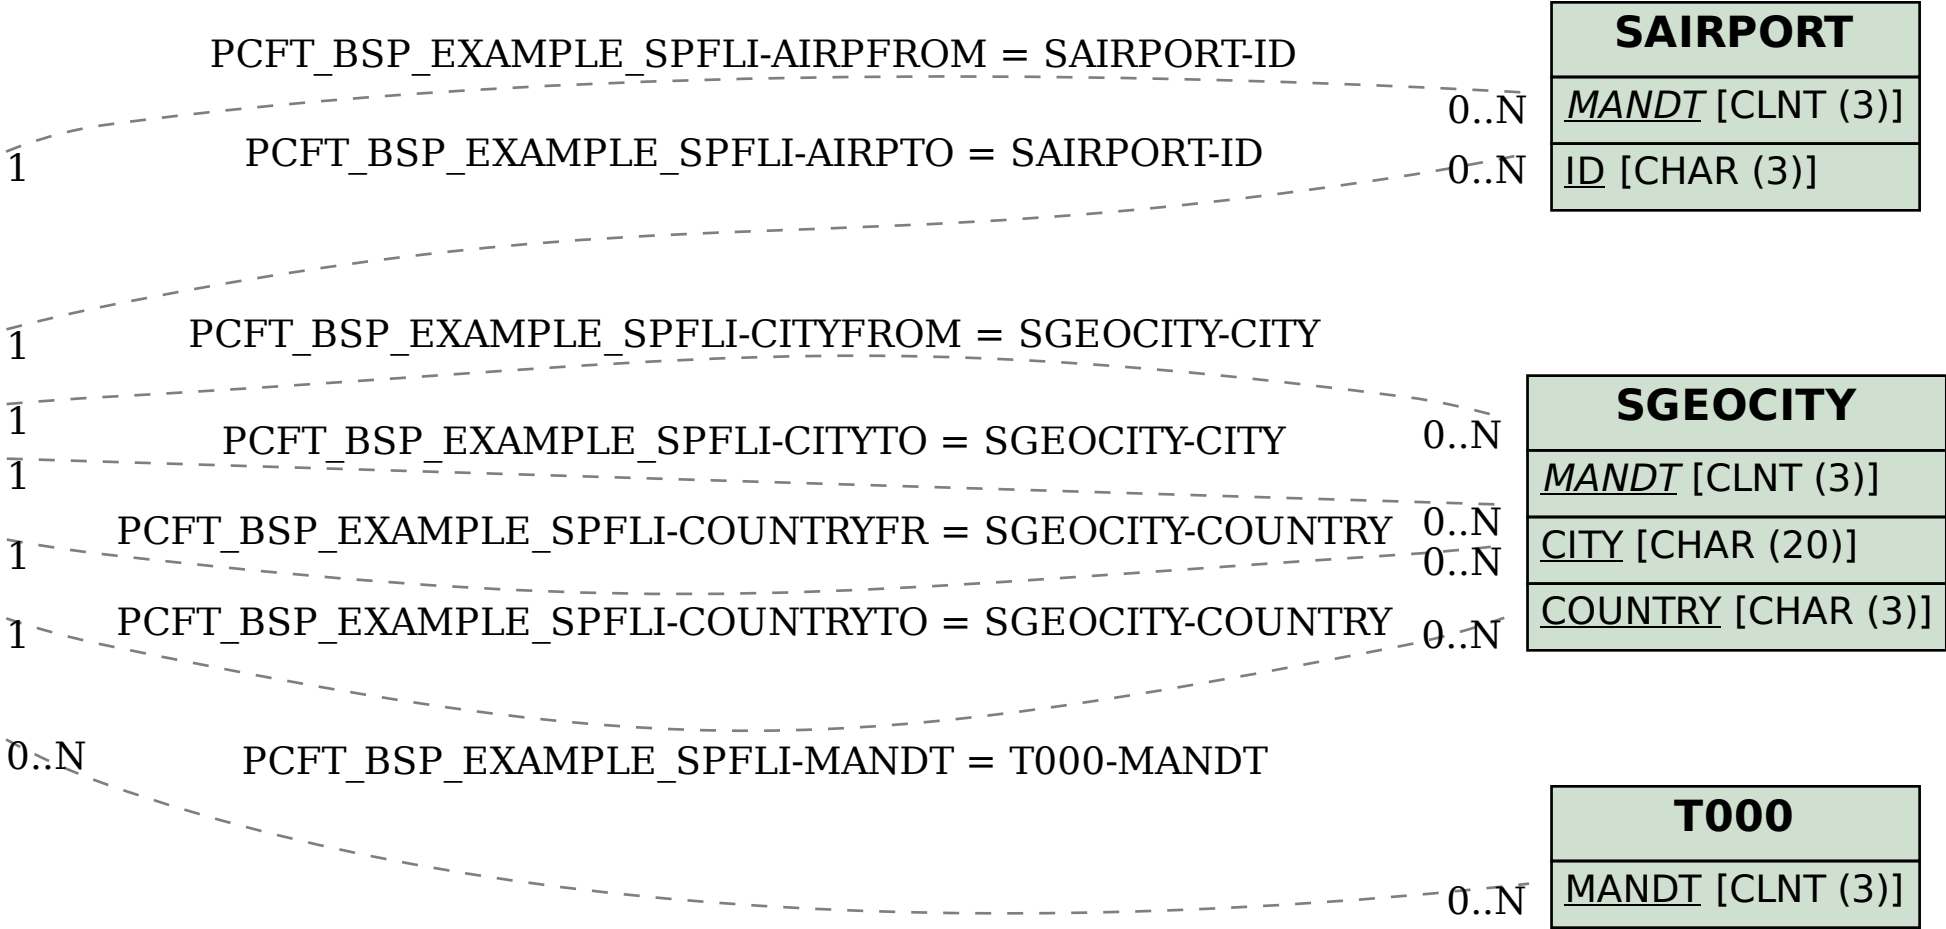 SAIRPORT
PCFT_BSP_EXAMPLE_SPFLI-AIRPFROM = SAIRPORT-ID
MANDT [CLNT (3)]
0..N
1
PCFT_BSP_EXAMPLE_SPFLI-AIRPTO = SAIRPORT-ID
0..N
ID [CHAR (3)]
1
PCFT_BSP_EXAMPLE_SPFLI-CITYFROM = SGEOCITY-CITY
SGEOCITY
1
0..N
PCFT_BSP_EXAMPLE_SPFLI-CITYTO = SGEOCITY-CITY
1
MANDT [CLNT (3)]
0..N
PCFT_BSP_EXAMPLE_SPFLI-COUNTRYFR = SGEOCITY-COUNTRY
CITY [CHAR (20)]
1
0..N
COUNTRY [CHAR (3)]
PCFT_BSP_EXAMPLE_SPFLI-COUNTRYTO = SGEOCITY-COUNTRY
1
0..N
0..N
PCFT_BSP_EXAMPLE_SPFLI-MANDT = T000-MANDT
T000
MANDT [CLNT (3)]
0..N